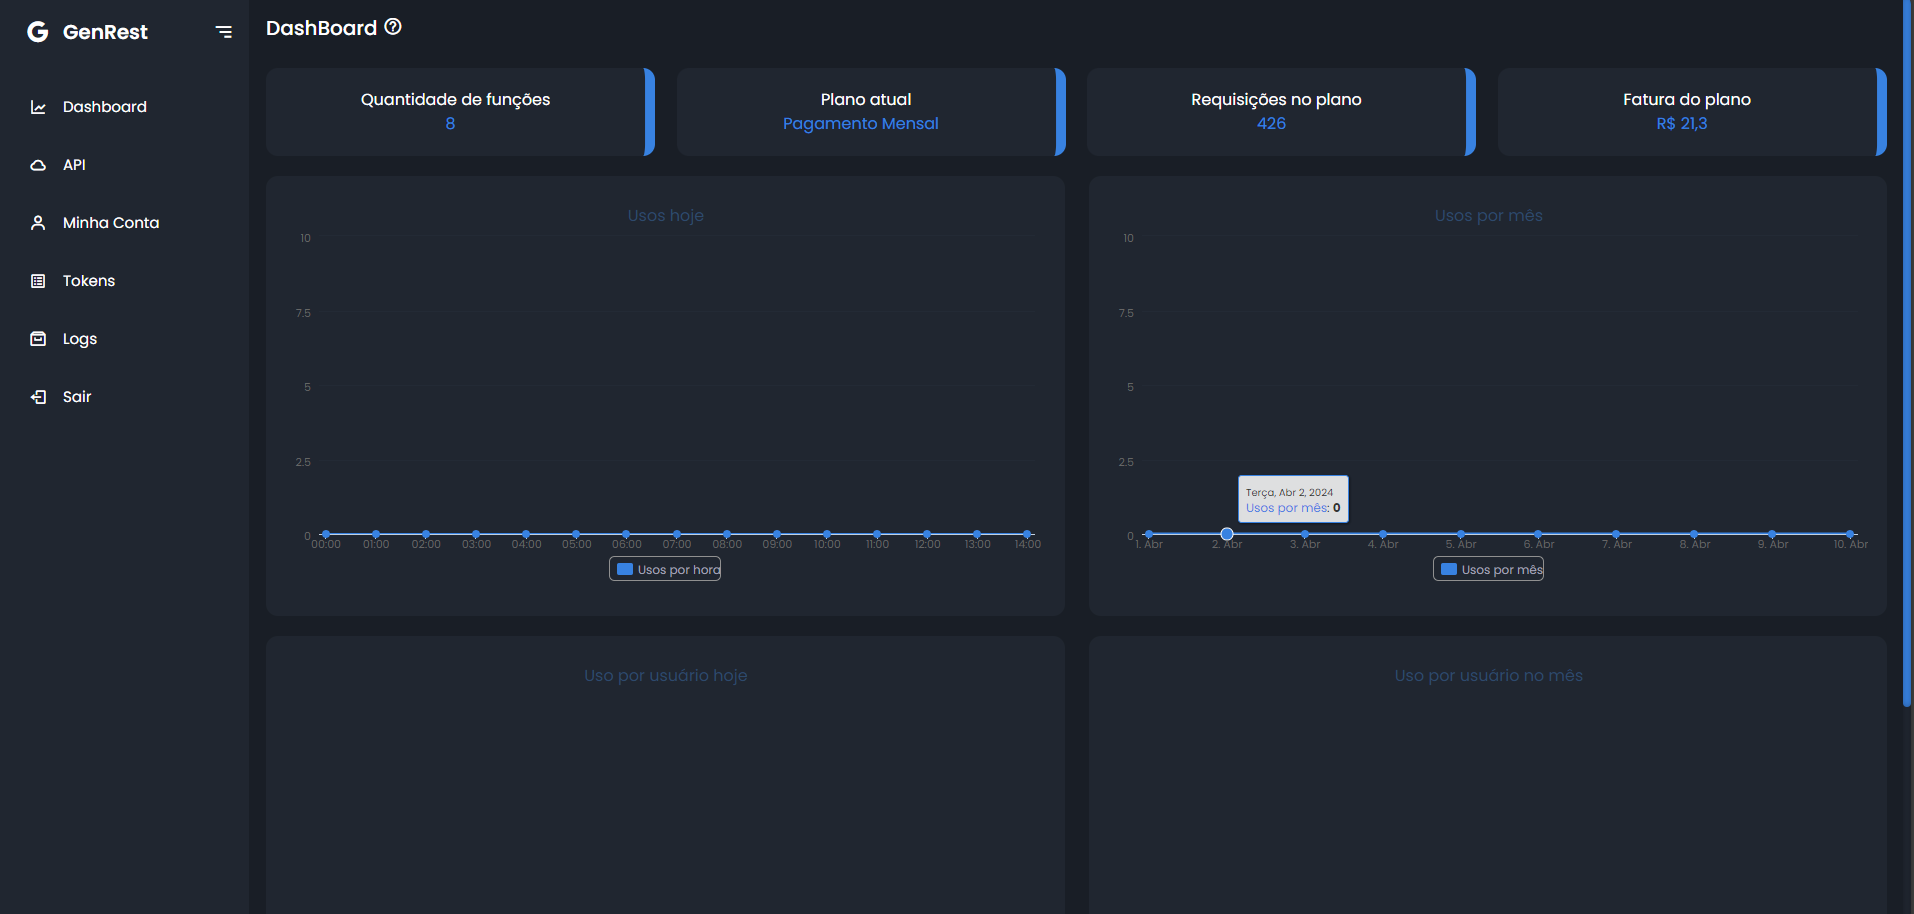 GenRest
Dashboard
API
Minha Conta
Tokens
Logs
Sair
DashBoard
Quantidade de funções
8
Plano atual
Pagamento Mensal
Requisições no plano
426
Fatura do plano
R$ 21,3
Usos hoje
10
7.5
5
2.5
0
00:00 01:00 02:00 03:00 04:00 05:00 06:00 07:00 08:00 09:00 10:00 11:00 12:00 13:00 14:00
Usos por hora
Usos por mês
10
7.5
5
2.5
0
Terça, Abr 2, 2024
Usos por mês: 0
1. Abr 2. Abr 3. Abr 4. Abr 5. Abr 6. Abr 7. Abr 8. Abr 9. Abr 10. Abr
Usos por mês
Uso por usuário hoje
Uso por usuário no mês